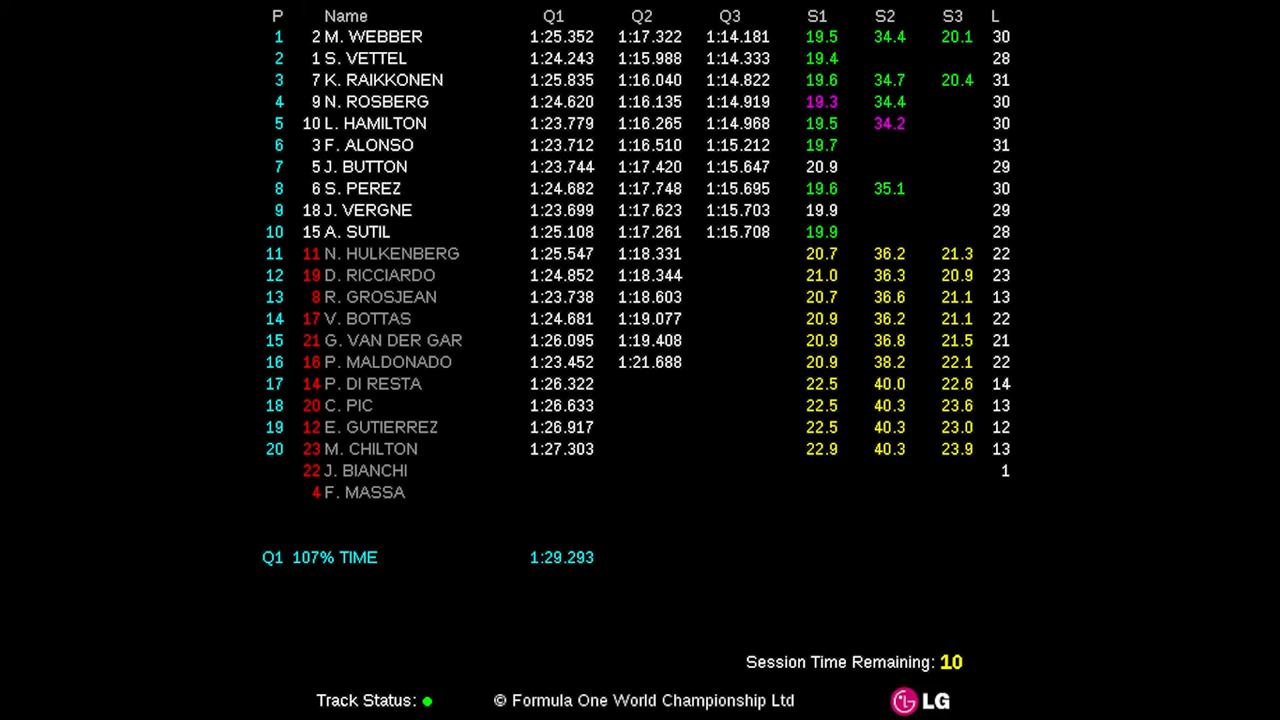 P Name Q1 Q2 Q3 S1 S2 S3 L
1 2 M. WEBBER 1:25.352 1:17.322 1:14.181 19.5 34.4 20.1 30
2 1 S. VETTEL 1:24.243 1:15.988 1:14.333 19.4 28
3 7 K. RAIKKONEN 1:25.835 1:16.040 1:14.822 19.6 34.7 20.4 31
4 9 N. ROSBERG 1:24.620 1:16.135 1:14.919 19.3 34.4 30
5 10 L. HAMILTON 1:23.779 1:16.265 1:14.968 19.5 34.2 30
6 3 F. ALONSO 1:23.712 1:16.510 1:15.212 19.7 31
7 5 J. BUTTON 1:23.744 1:17.420 1:15.647 20.9 29
8 6 S. PEREZ 1:24.682 1:17.748 1:15.695 19.6 35.1 30
9 18 J. VERGNE 1:23.699 1:17.623 1:15.703 19.9 29
10 15 A. SUTIL 1:25.108 1:17.261 1:15.708 19.9 28
11 11 N. HULKENBERG 1:25.547 1:18.331 20.7 36.2 21.3 22
12 19 D. RICCIARDO 1:24.852 1:18.344 21.0 36.3 20.9 23
13 8 R. GROSJEAN 1:23.738 1:18.603 20.7 36.6 21.1 13
14 17 V. BOTTAS 1:24.681 1:19.077 20.9 36.2 21.1 22
15 21 G. VAN DER GAR 1:26.095 1:19.408 20.9 36.8 21.5 21
16 16 P. MALDONADO 1:23.452 1:21.688 20.9 38.2 22.1 22
17 14 P. DI RESTA 1:26.322 22.5 40.0 22.6 14
18 20 C. PIC 1:26.633 22.5 40.3 23.6 13
19 12 E. GUTIERREZ 1:26.917 22.5 40.3 23.0 12
20 23 M. CHILTON 1:27.303 22.9 40.3 23.9 13
22 J. BIANCHI 1
4 F. MASSA
Q1 107% TIME 1:29.293
Session Time Remaining: 10
Track Status: © Formula One World Championship Ltd LG